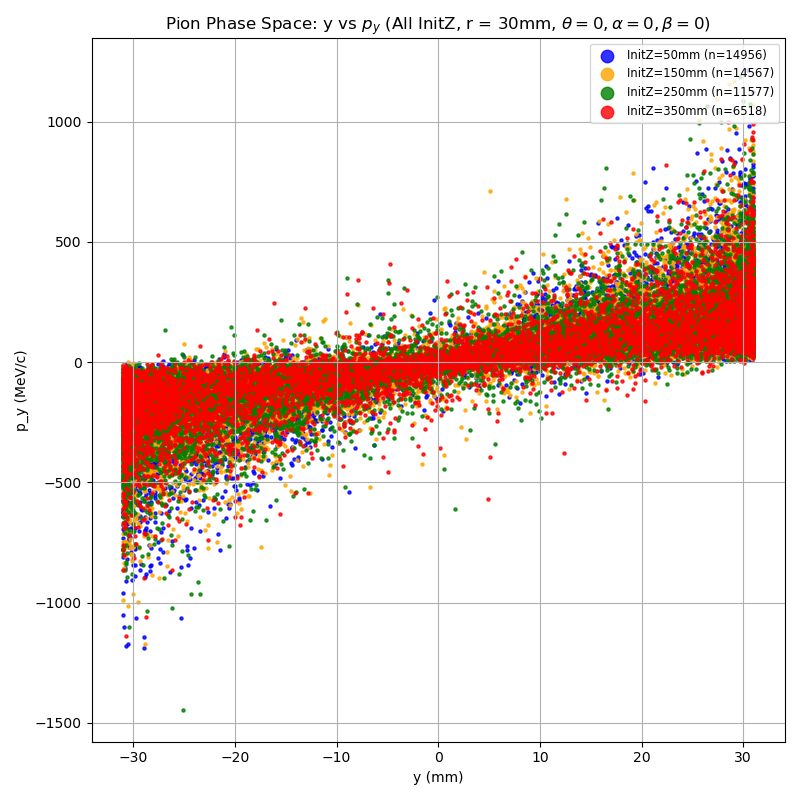 Pion Phase Space: y vs p_y (All InitZ, r = 30mm, θ = 0, α = 0, β = 0)
InitZ=50mm (n=14956)
InitZ=150mm (n=14567)
InitZ=250mm (n=11577)
InitZ=350mm (n=6518)
p_y (MeV/c)
1000
500
0
−500
−1000
−1500
−30 −20 −10 0 10 20 30
y (mm)